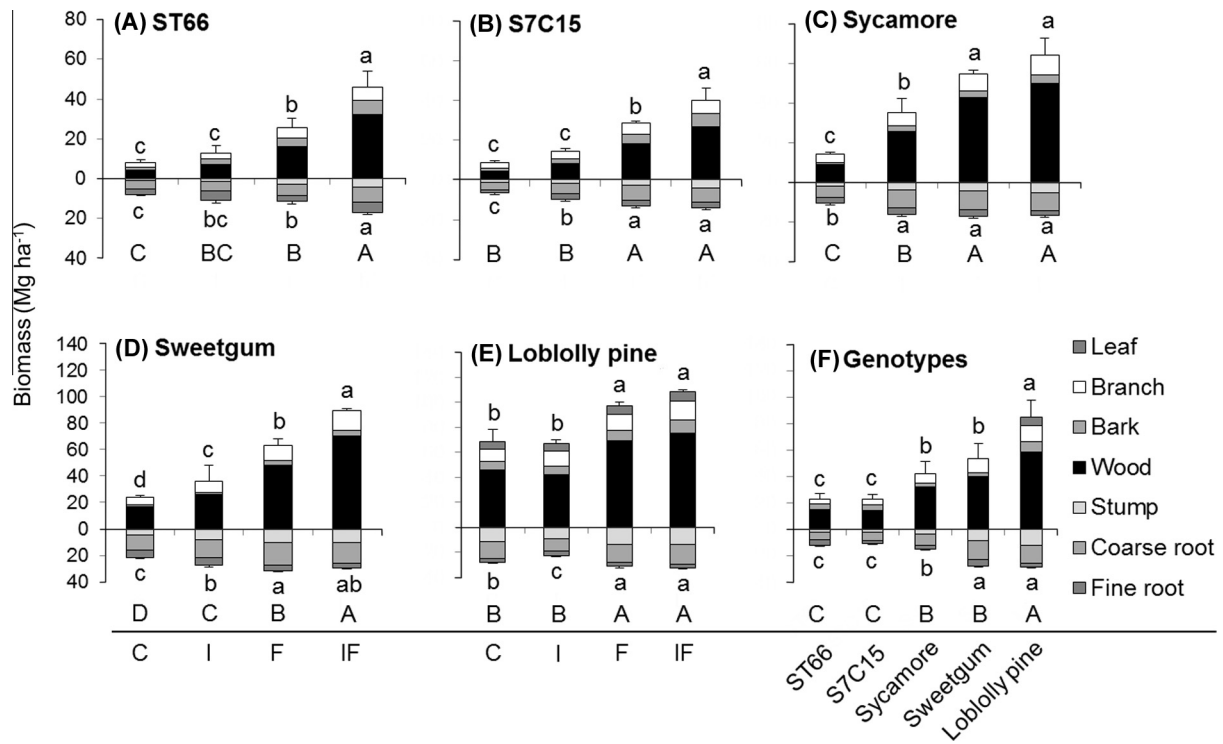 (A) ST66
(B) S7C15
(C) Sycamore
80
60
40
20
0
20
40
c c b a
c bc b a
C BC B A
c c b a
c b a a
B B A A
c b a a
b a a a
C B A A
Biomass (Mg ha-1)
(D) Sweetgum
(E) Loblolly pine
(F) Genotypes
140
120
100
80
60
40
20
0
20
40
d c b a
c b a ab
D C B A
C I F IF
b b a a
b c a a
B B A A
C I F IF
c c b b a
c c b a a
C C B B A
ST66
S7C15
Sycamore
Sweetgum
Loblolly pine
Leaf
Branch
Bark
Wood
Stump
Coarse root
Fine root